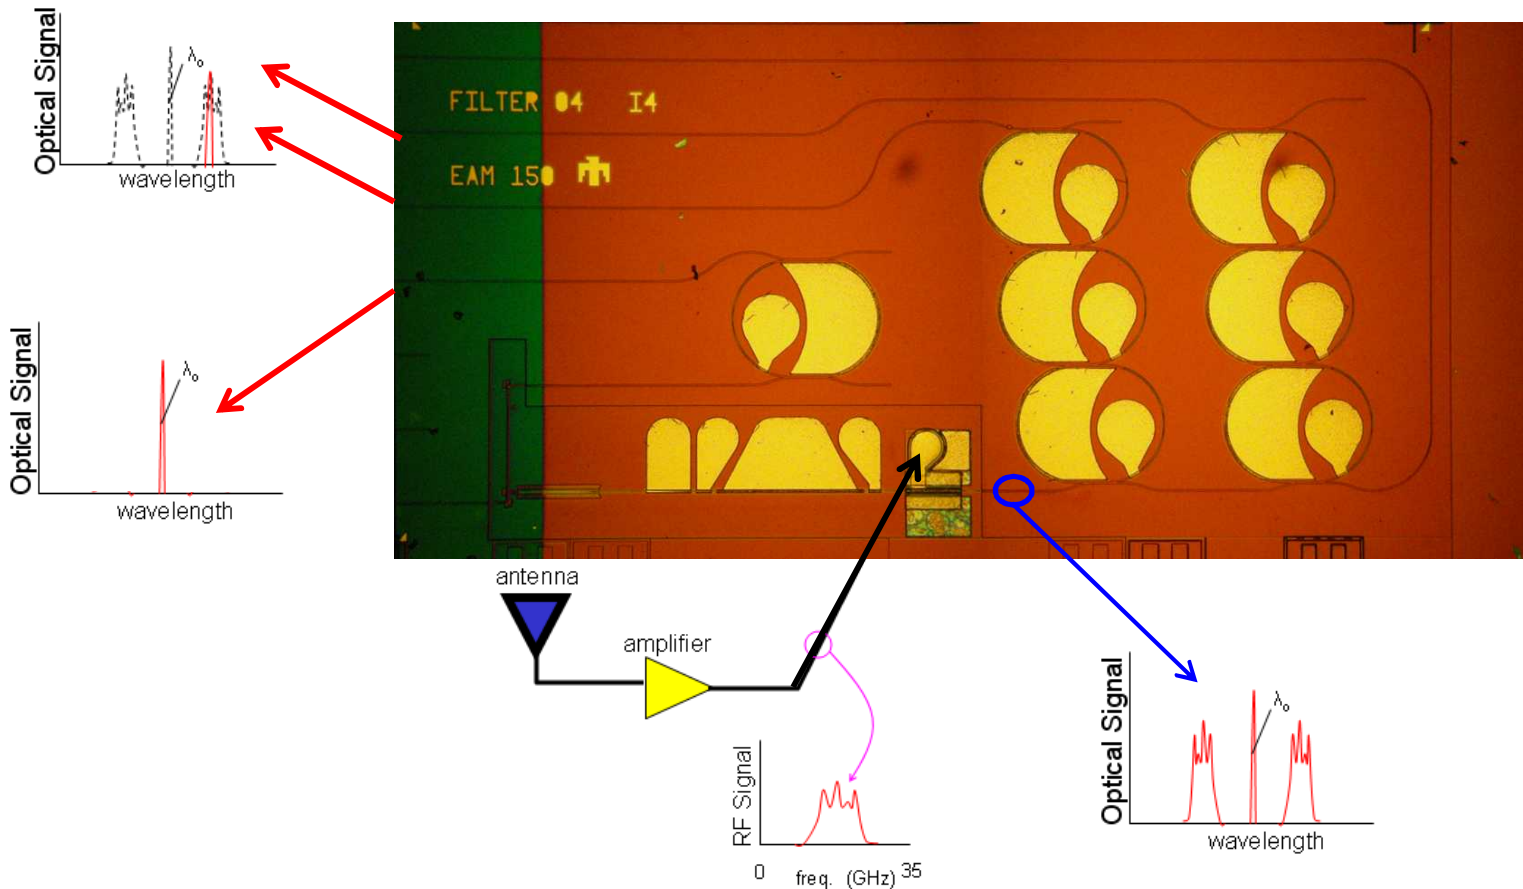 Optical Signal
λo
wavelength
FILTER 04 I4
EAM 150
Optical Signal
λo
wavelength
antenna
amplifier
RF Signal
0
freq. (GHz)
35
Optical Signal
λo
wavelength